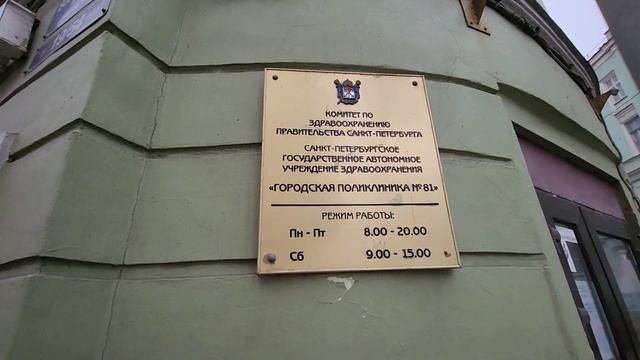 КОМИТЕТ ПО
ЗДРАВООХРАНЕНИЮ
ПРАВИТЕЛЬСТВА САНКТ-ПЕТЕРБУРГА
САНКТ-ПЕТЕРБУРГСКОЕ
ГОСУДАРСТВЕННОЕ АВТОНОМНОЕ
УЧРЕЖДЕНИЕ ЗДРАВООХРАНЕНИЯ
«ГОРОДСКАЯ ПОЛИКЛИНИКА №81»
РЕЖИМ РАБОТЫ:
Пн - Пт 8.00 - 20.00
Сб 9.00 - 15.00